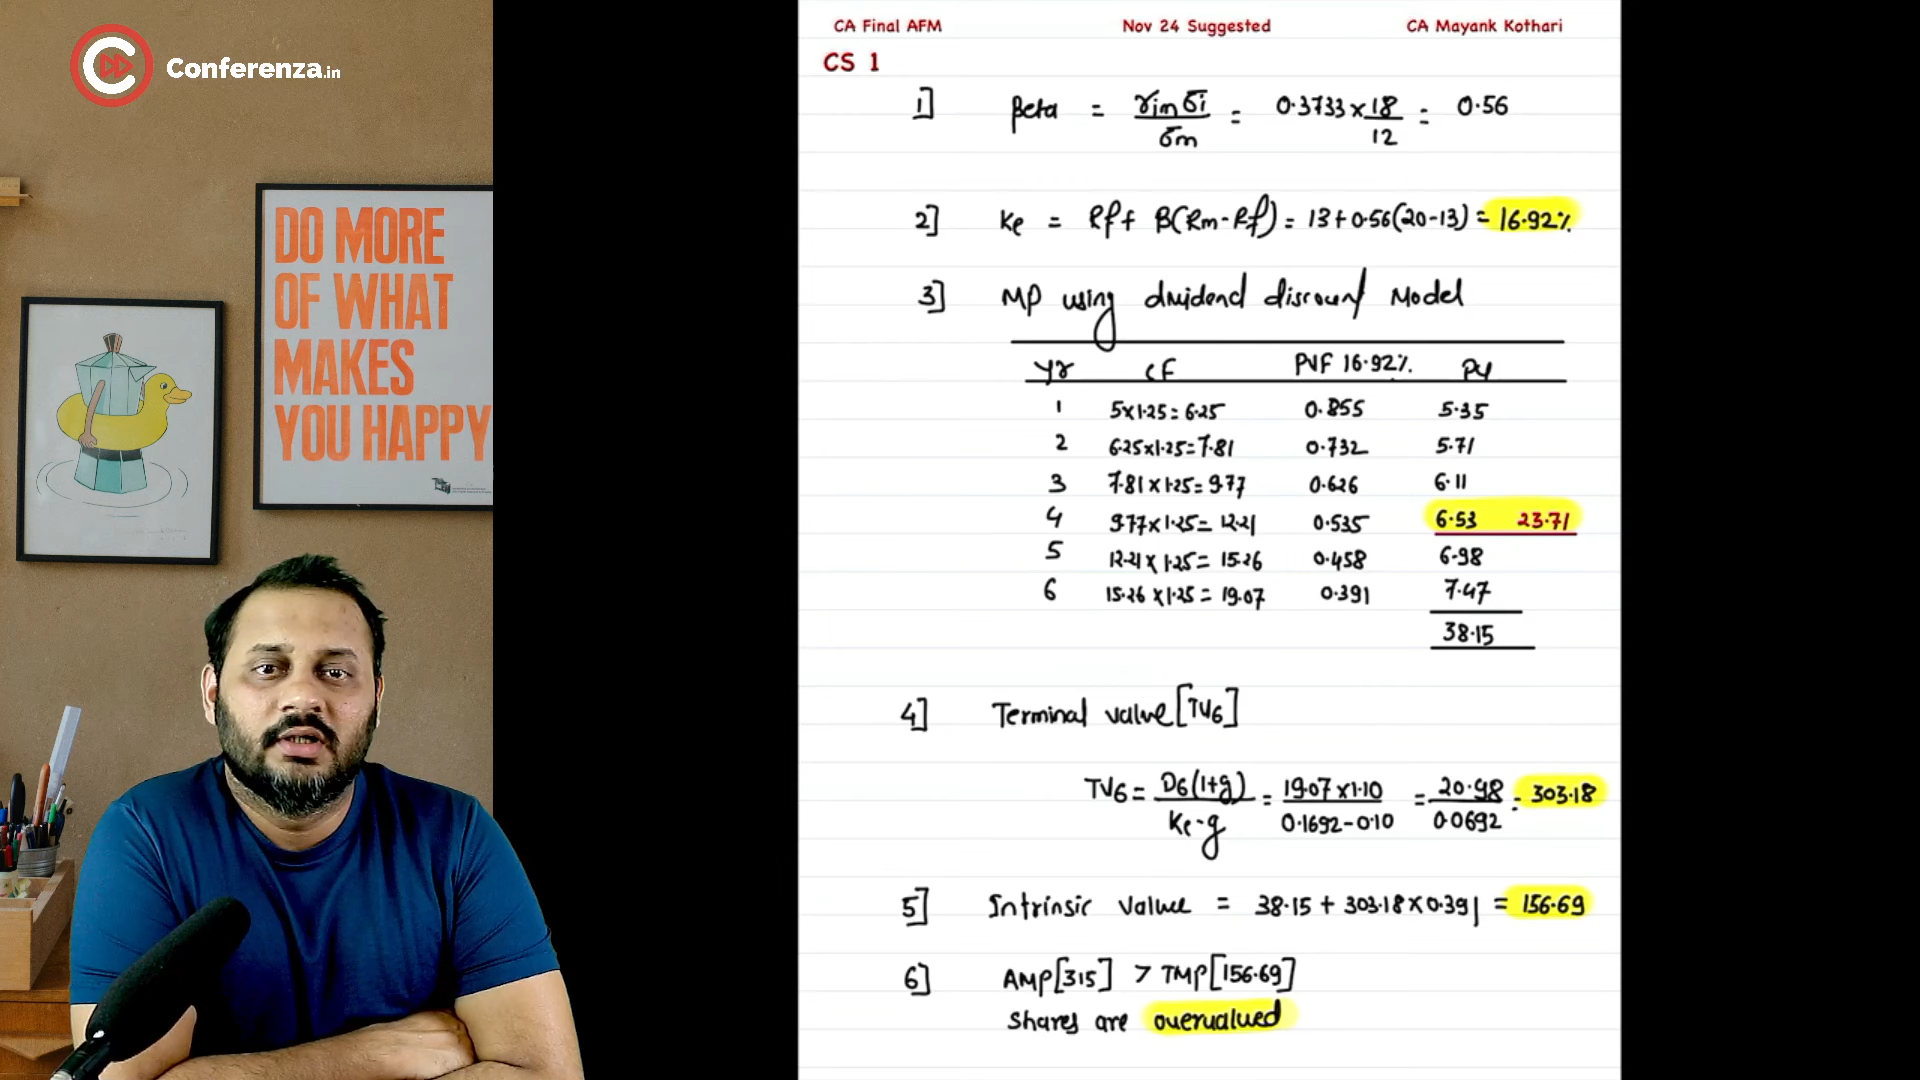 Conferenza.in
DO MORE
OF WHAT
MAKES
YOU HAPPY
CA Final AFM Nov 24 Suggested CA Mayank Kothari
CS 1
1] Beta = γim σi / σm = 0.3733 x 18 / 12 = 0.56
2] Ke = Rf + β(Rm-Rf) = 13 + 0.56(20-13) = 16.92%
3] MP using dividend discount Model
Yr CF PVF 16.92% PV
1 5x1.25 = 6.25 0.855 5.35
2 6.25x1.25 = 7.81 0.732 5.71
3 7.81 x 1.25 = 9.77 0.626 6.11
4 9.77 x 1.25 = 12.21 0.535 6.53 23.71
5 12.21 x 1.25 = 15.26 0.458 6.98
6 15.26 x 1.25 = 19.07 0.391 7.47
38.15
4] Terminal value [TV6]
TV6 = D6(1+g) / Ke-g = 19.07 x 1.10 / 0.1692-0.10 = 20.98 / 0.0692 = 303.18
5] Intrinsic value = 38.15 + 303.18 x 0.391 = 156.69
6] AMP[315] > TMP[156.69]
Shares are overvalued